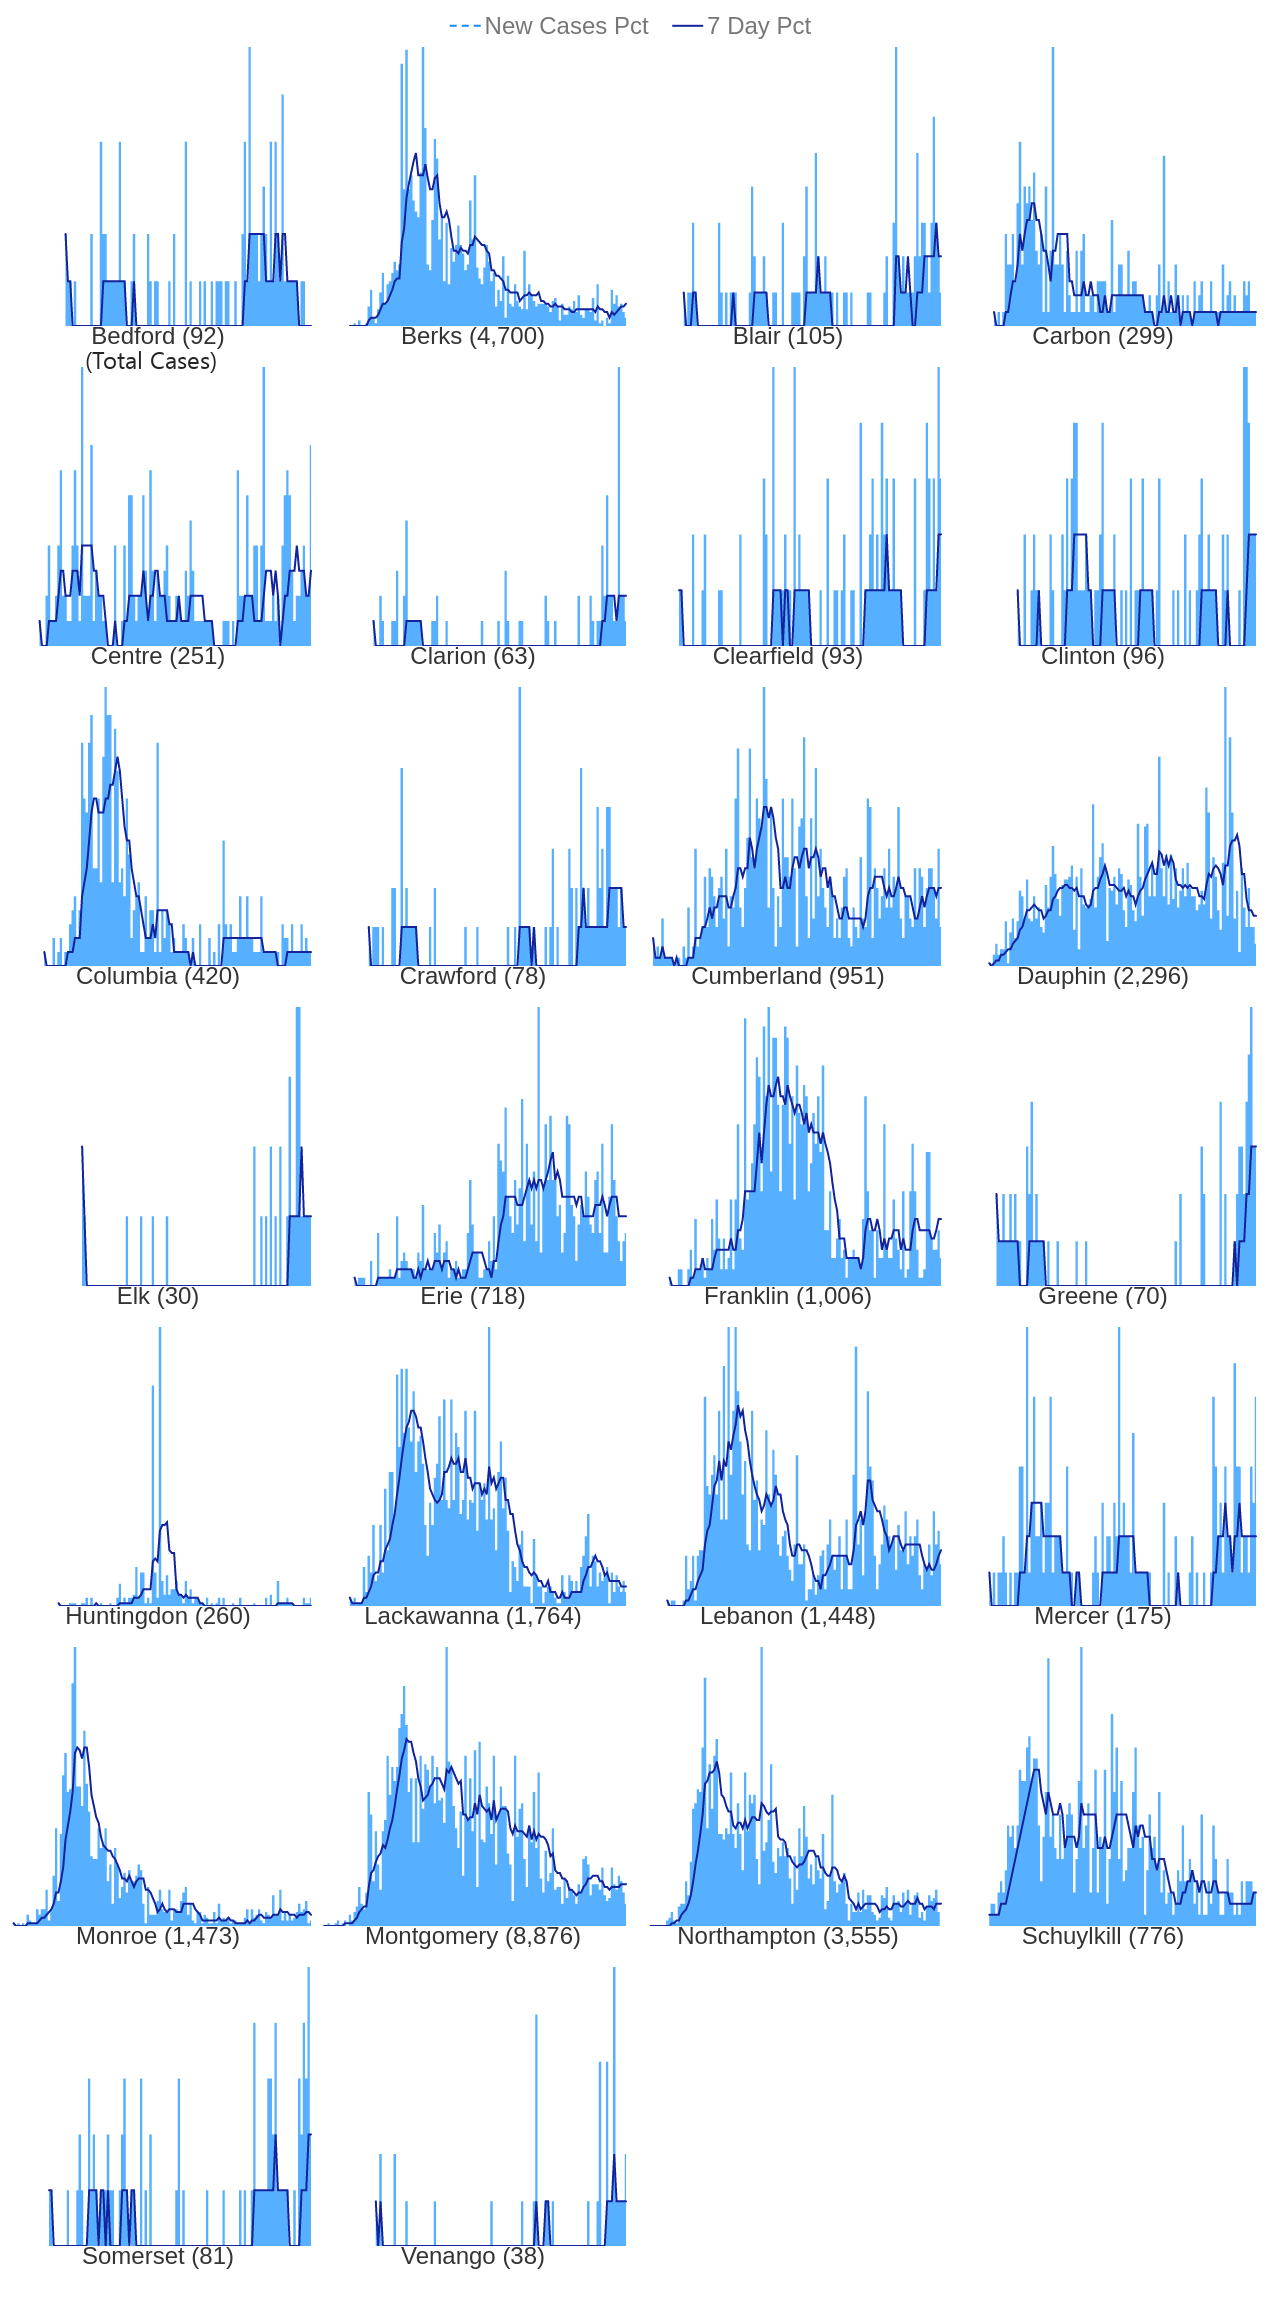 New Cases Pct 7 Day Pct
Bedford (92) Berks (4,700) Blair (105) Carbon (299)
(Total Cases)
Centre (251) Clarion (63) Clearfield (93) Clinton (96)
Columbia (420) Crawford (78) Cumberland (951) Dauphin (2,296)
Elk (30) Erie (718) Franklin (1,006) Greene (70)
Huntingdon (260) Lackawanna (1,764) Lebanon (1,448) Mercer (175)
Monroe (1,473) Montgomery (8,876) Northampton (3,555) Schuylkill (776)
Somerset (81) Venango (38)